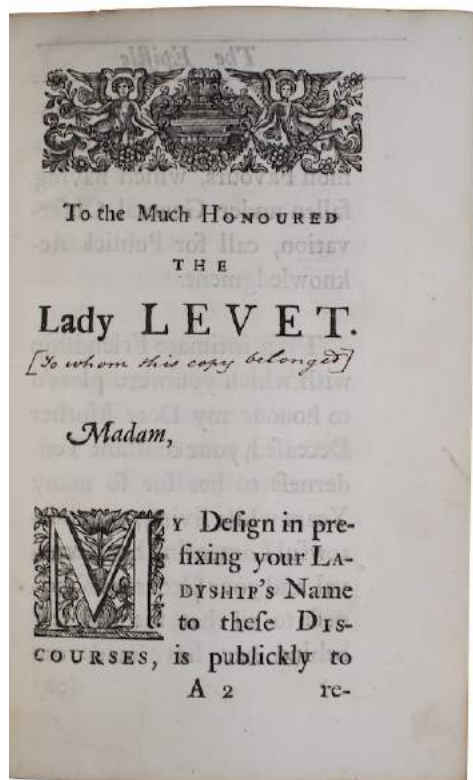 To the Much HONOURED
THE
Lady LEVET.
[To whom this copy belonged]
Madam,
MY Deſign in pre-
fixing your LA-
DYSHIP'S Name
to theſe DIS-
COURSES, is publickly to
A 2 re-